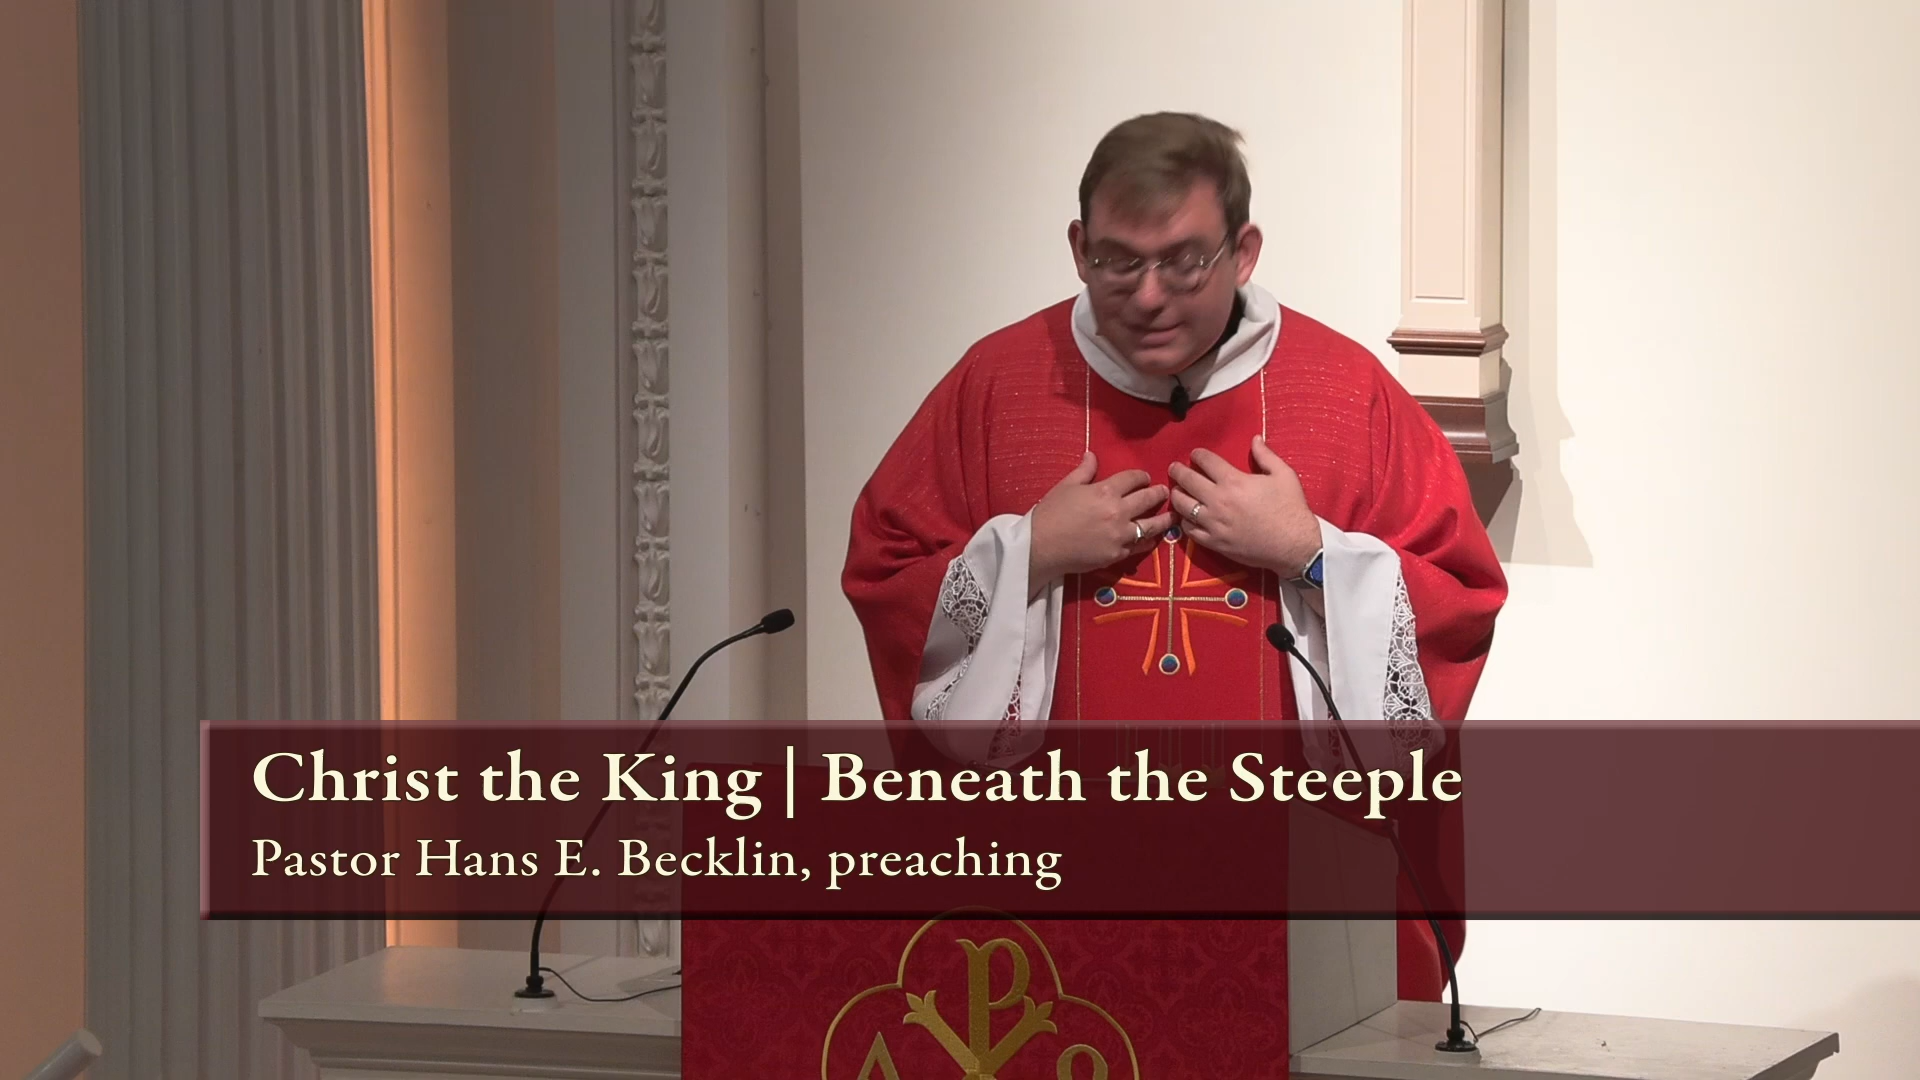 Christ the King | Beneath the Steeple
Pastor Hans E. Becklin, preaching